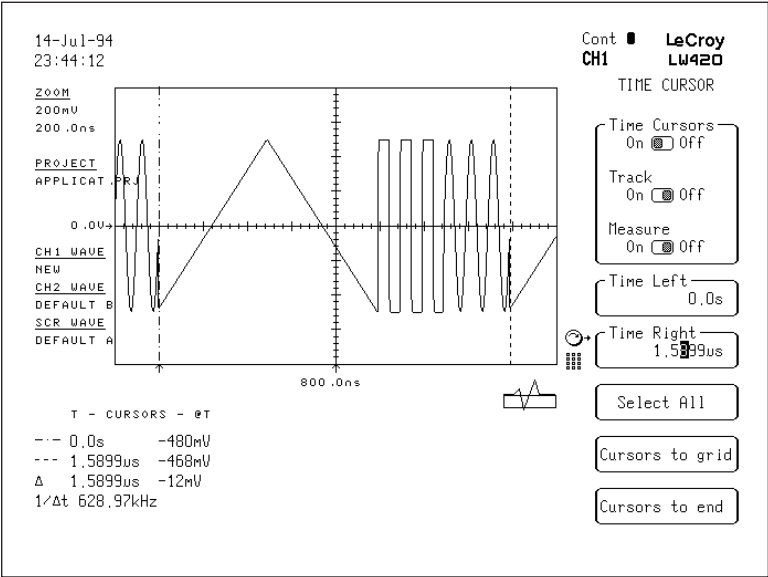 14-Jul-94
23:44:12
Cont
CH1
LeCroy
LW420
ZOOM
200mV
200.0ns
PROJECT
APPLICAT.PRJ
0.0V
CH1 WAVE
NEW
CH2 WAVE
DEFAULT B
SCR WAVE
DEFAULT A
800.0ns
T - CURSORS - @T
0.0s -480mV
1.5899us -468mV
Δ 1.5899us -12mV
1/Δt 628.97kHz
TIME CURSOR
Time Cursors
On Off
Track
On Off
Measure
On Off
Time Left
0.0s
Time Right
1.5899us
Select All
Cursors to grid
Cursors to end